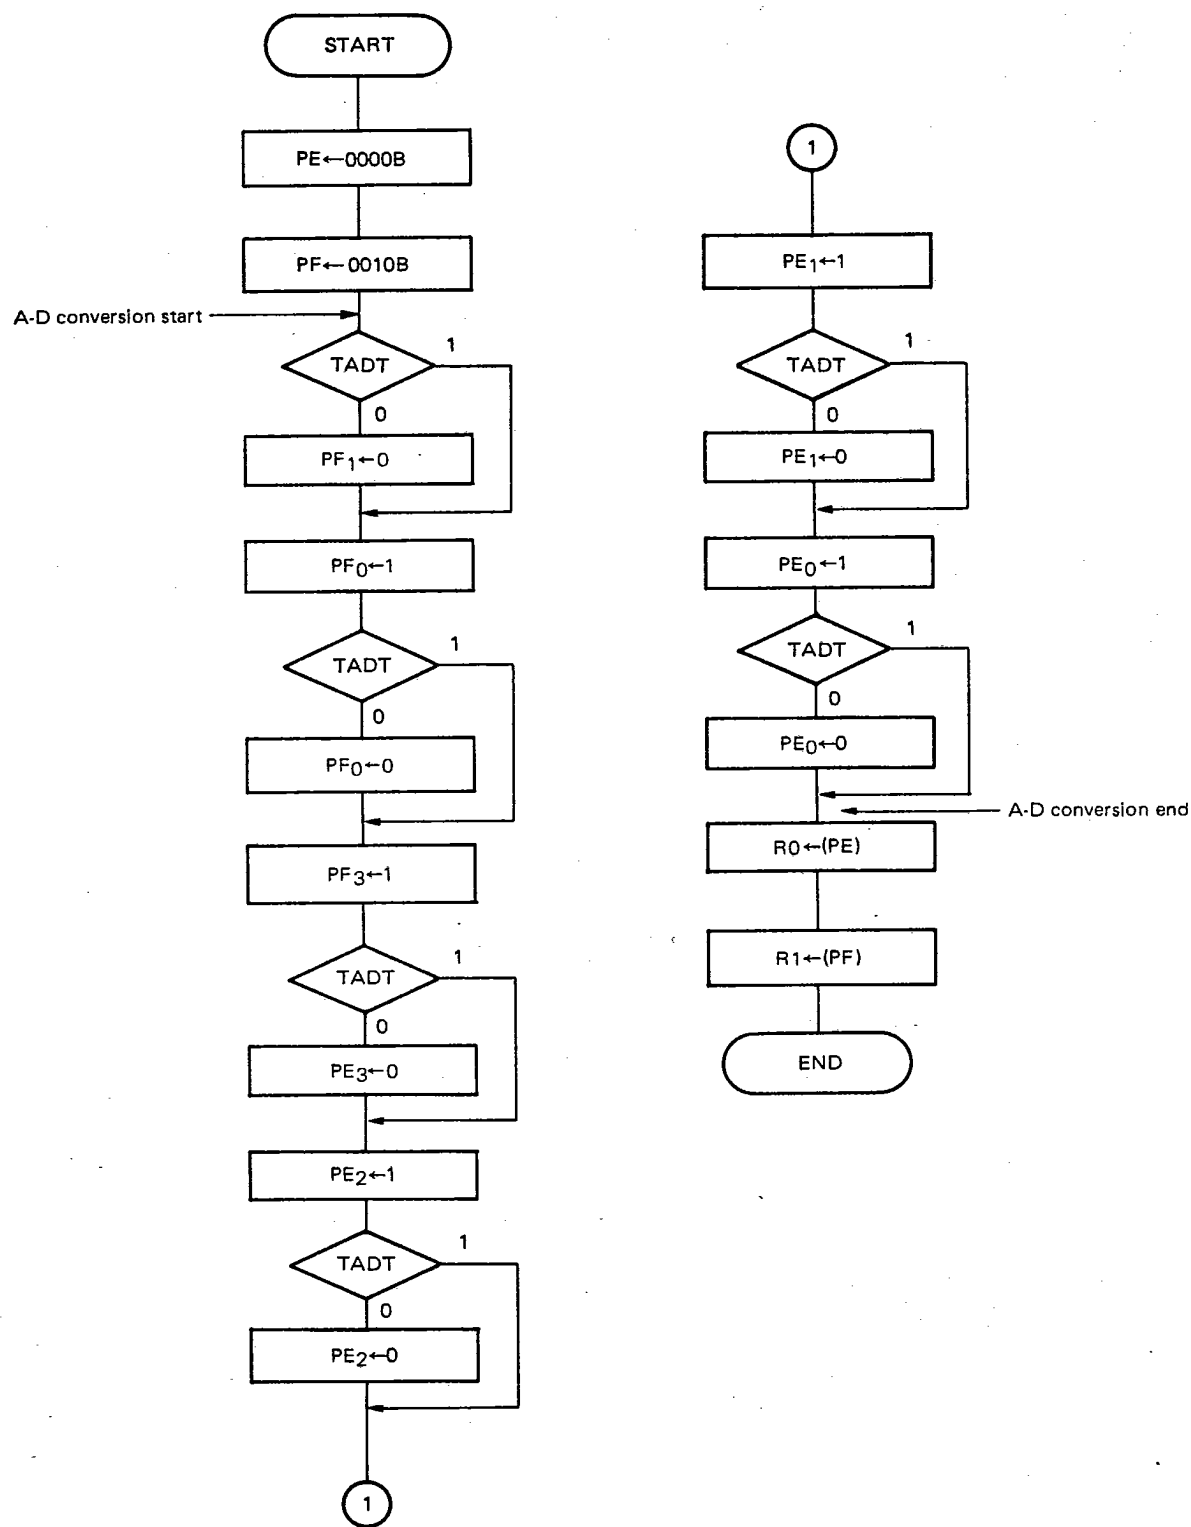 START
PE←0000B
PF←0010B
A-D conversion start
TADT
1
0
PF₁←0
PF₀←1
TADT
1
0
PF₀←0
PF₃←1
TADT
1
0
PE₃←0
PE₂←1
TADT
1
0
PE₂←0
1
1
PE₁←1
TADT
1
0
PE₁←0
PE₀←1
TADT
1
0
PE₀←0
A-D conversion end
R0←(PE)
R1←(PF)
END